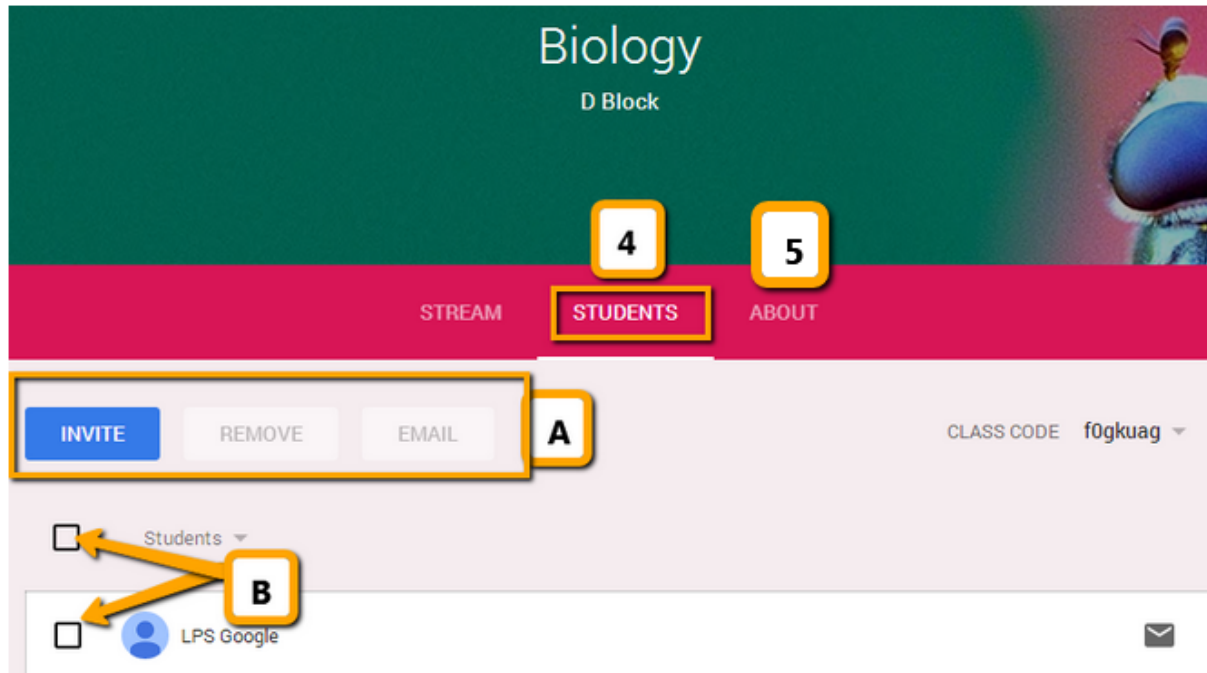 Biology
D Block
4 5
STREAM STUDENTS ABOUT
INVITE REMOVE EMAIL A CLASS CODE f0gkuag
Students
B
LPS Google